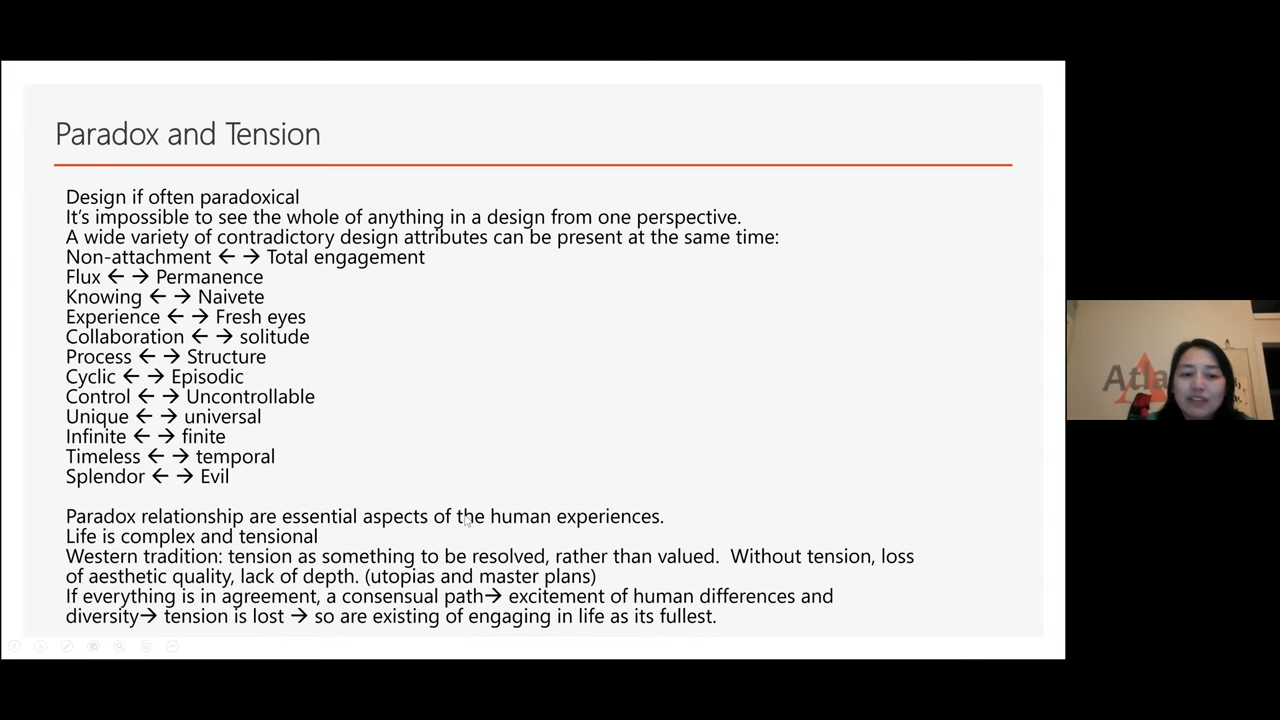 Paradox and Tension
Design if often paradoxical
It's impossible to see the whole of anything in a design from one perspective.
A wide variety of contradictory design attributes can be present at the same time:
Non-attachment ← → Total engagement
Flux ← → Permanence
Knowing ← → Naivete
Experience ← → Fresh eyes
Collaboration ← → solitude
Process ← → Structure
Cyclic ← → Episodic
Control ← → Uncontrollable
Unique ← → universal
Infinite ← → finite
Timeless ← → temporal
Splendor ← → Evil
Paradox relationship are essential aspects of the human experiences.
Life is complex and tensional
Western tradition: tension as something to be resolved, rather than valued.  Without tension, loss
of aesthetic quality, lack of depth. (utopias and master plans)
If everything is in agreement, a consensual path→ excitement of human differences and
diversity→ tension is lost → so are existing of engaging in life as its fullest.